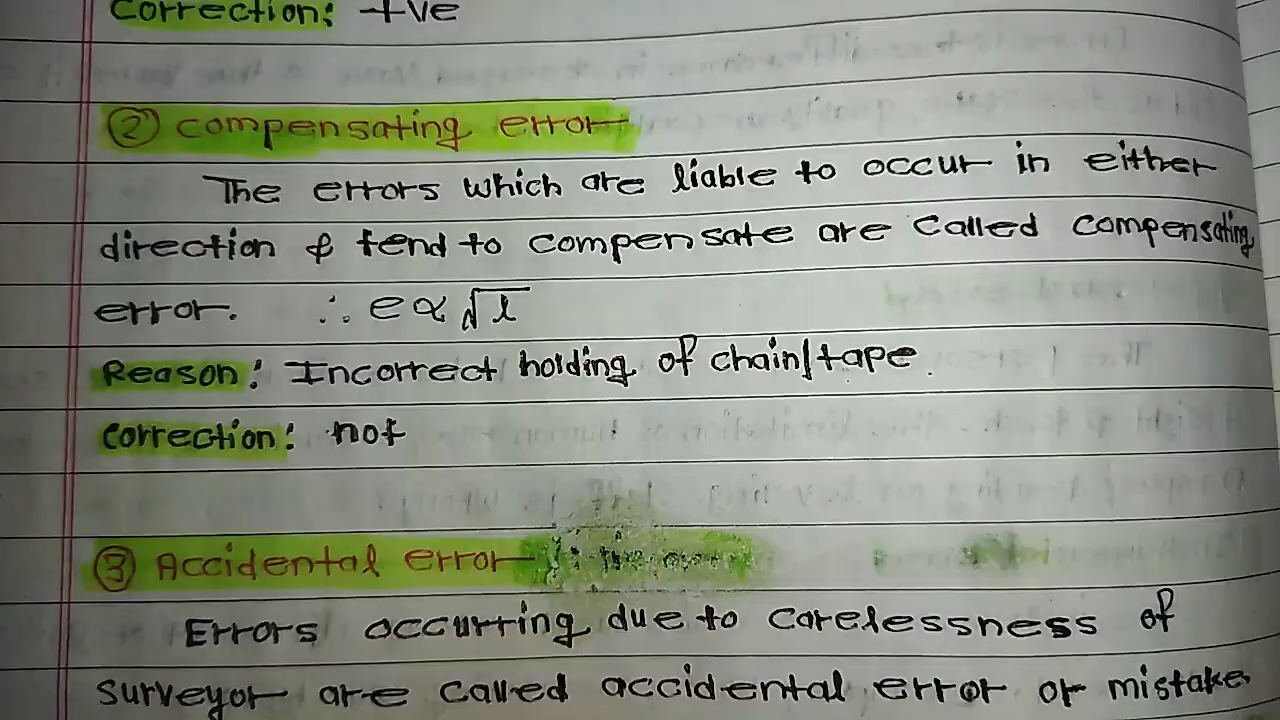 Correction: +ve
② Compensating error
The errors which are liable to occur in either
direction & tend to compensate are called compensating
error. ∴ e ∝ √l
Reason: Incorrect holding of chain/tape.
Correction: not
③ Accidental error
Errors occurring due to carelessness of
surveyor are called accidental error or mistake.